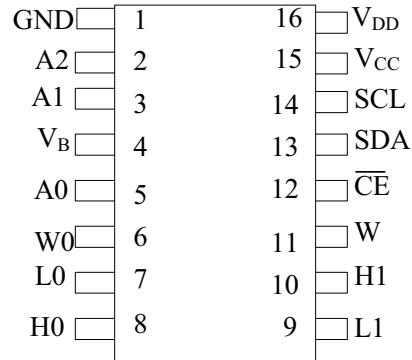 GND 1 16 VDD
A2 2 15 VCC
A1 3 14 SCL
VB 4 13 SDA
A0 5 12 C̅E̅
W0 6 11 W
L0 7 10 H1
H0 8 9 L1